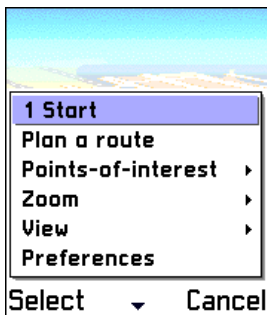 1 Start
Plan a route
Points-of-interest
Zoom
View
Preferences
Select Cancel